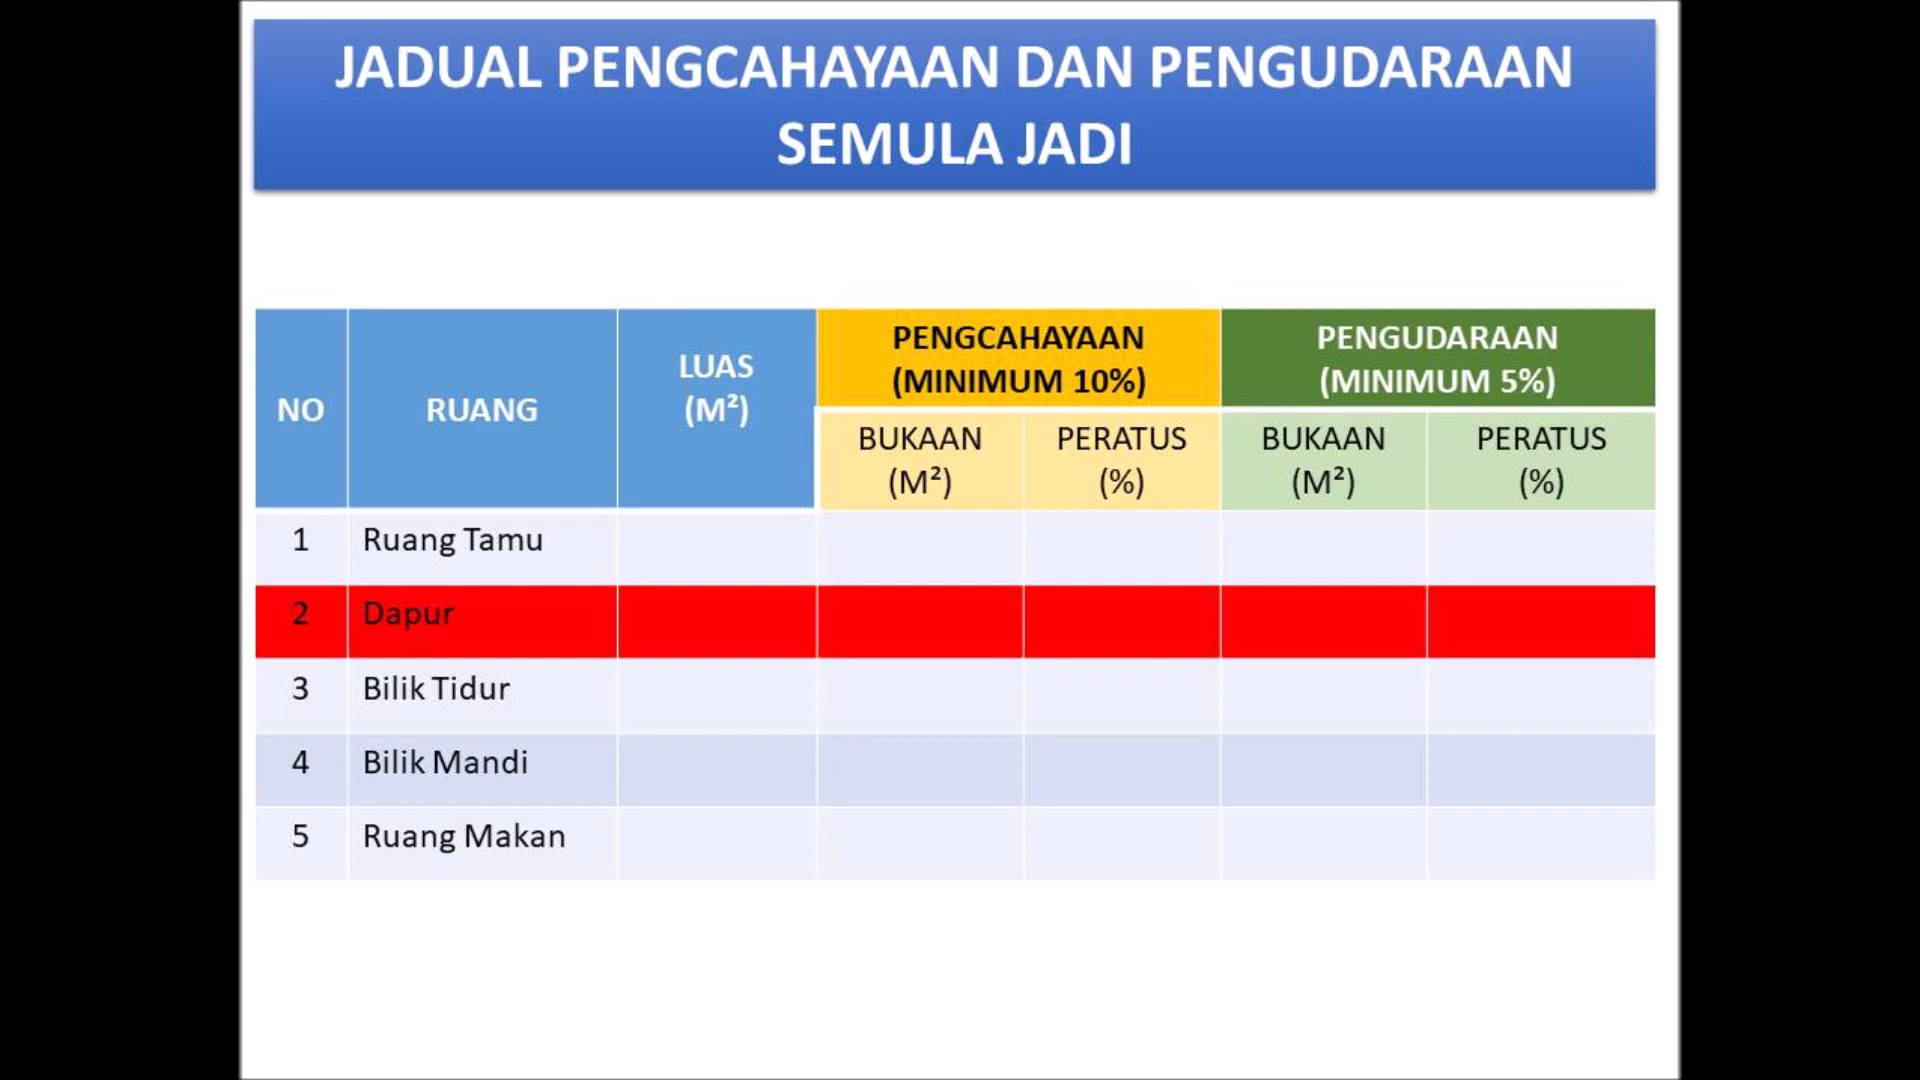 JADUAL PENGCAHAYAAN DAN PENGUDARAAN
SEMULA JADI
NO
RUANG
LUAS
(M²)
PENGCAHAYAAN
(MINIMUM 10%)
PENGUDARAAN
(MINIMUM 5%)
BUKAAN
(M²)
PERATUS
(%)
BUKAAN
(M²)
PERATUS
(%)
1 Ruang Tamu
2 Dapur
3 Bilik Tidur
4 Bilik Mandi
5 Ruang Makan